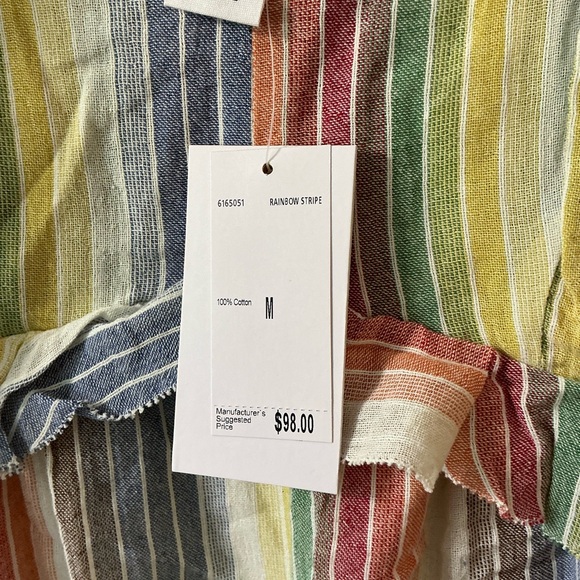 6165051 RAINBOW STRIPE
100% Cotton M
Manufacturer's
Suggested
Price $98.00